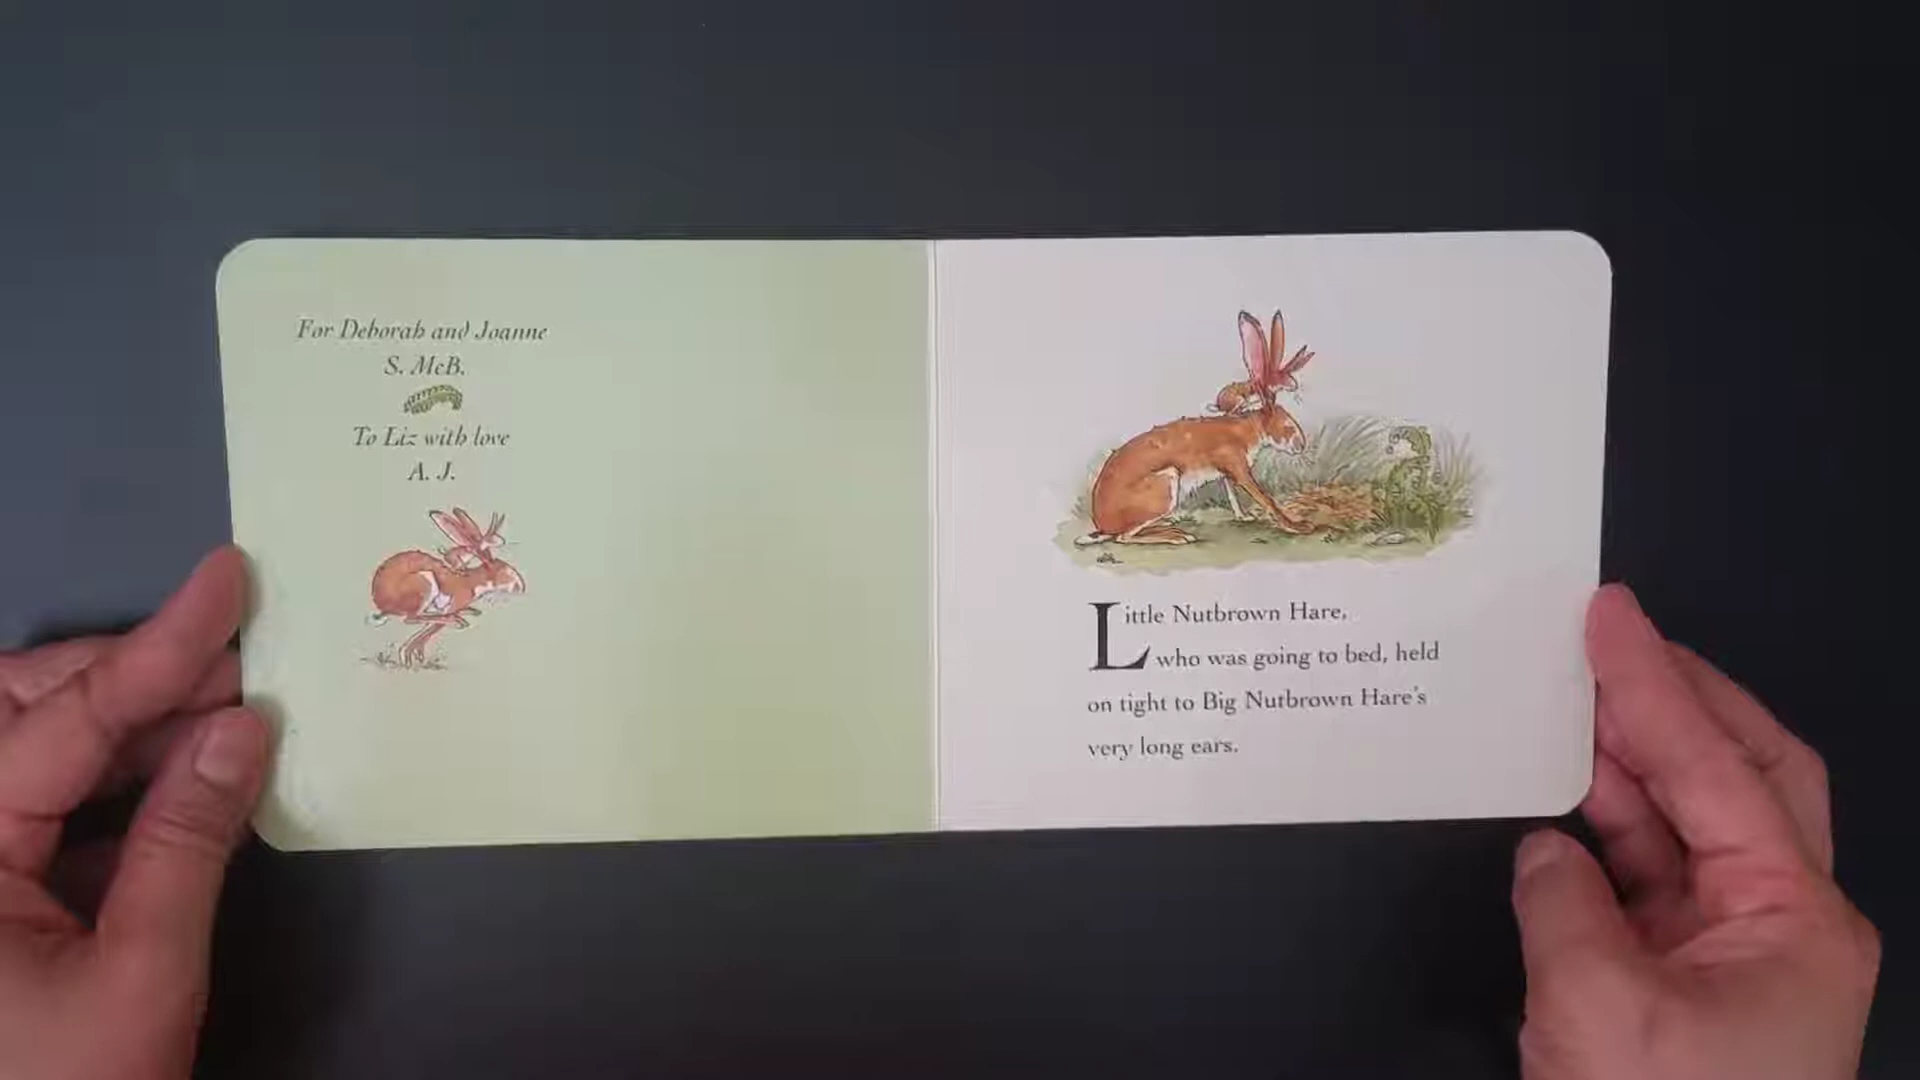 For Deborah and Joanne
S. McB.
To Liz with love
A. J.
Little Nutbrown Hare,
who was going to bed, held
on tight to Big Nutbrown Hare's
very long ears.